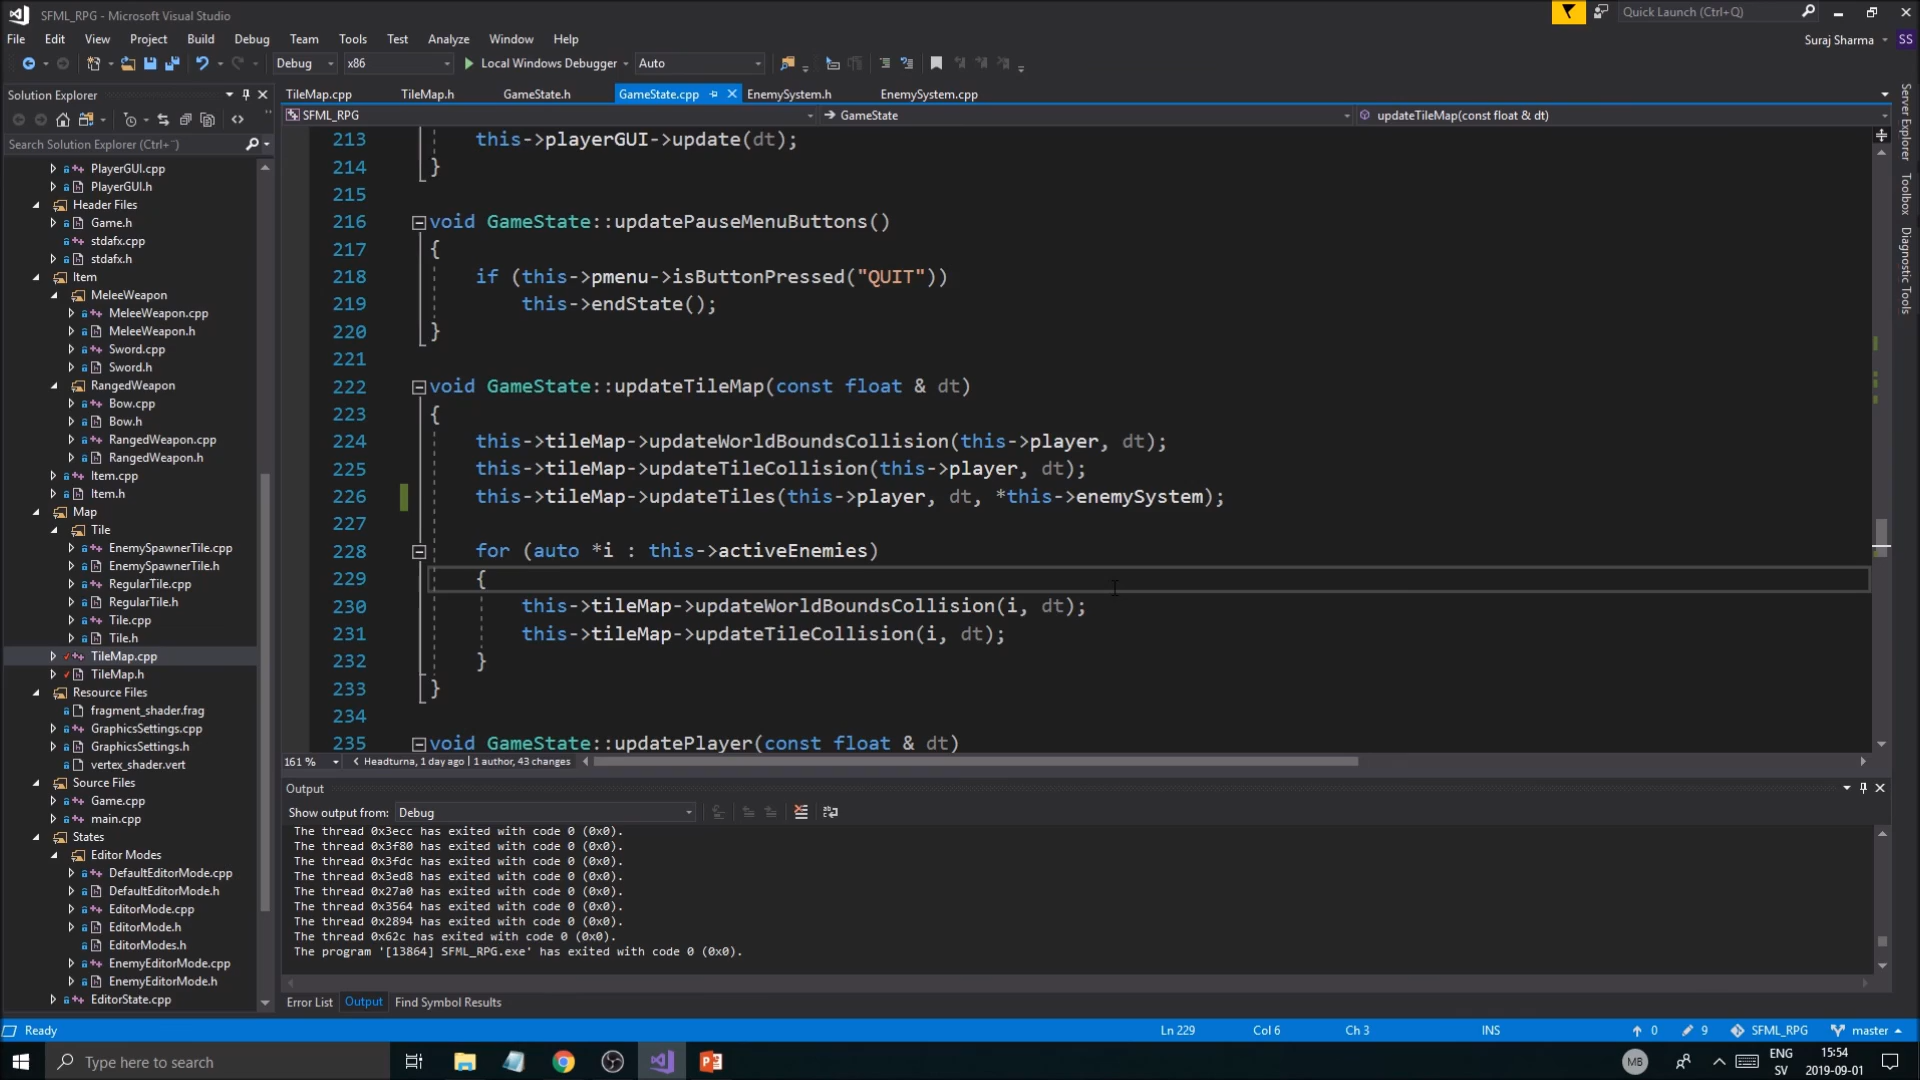 SFML_RPG - Microsoft Visual Studio
Quick Launch (Ctrl+Q)
File Edit View Project Build Debug Team Tools Test Analyze Window Help
Suraj Sharma SS
Debug x86 Local Windows Debugger Auto
Solution Explorer
Search Solution Explorer (Ctrl+¨)
PlayerGUI.cpp
PlayerGUI.h
Header Files
Game.h
stdafx.cpp
stdafx.h
Item
MeleeWeapon
MeleeWeapon.cpp
MeleeWeapon.h
Sword.cpp
Sword.h
RangedWeapon
Bow.cpp
Bow.h
RangedWeapon.cpp
RangedWeapon.h
Item.cpp
Item.h
Map
Tile
EnemySpawnerTile.cpp
EnemySpawnerTile.h
RegularTile.cpp
RegularTile.h
Tile.cpp
Tile.h
TileMap.cpp
TileMap.h
Resource Files
fragment_shader.frag
GraphicsSettings.cpp
GraphicsSettings.h
vertex_shader.vert
Source Files
Game.cpp
main.cpp
States
Editor Modes
DefaultEditorMode.cpp
DefaultEditorMode.h
EditorMode.cpp
EditorMode.h
EditorModes.h
EnemyEditorMode.cpp
EnemyEditorMode.h
EditorState.cpp
TileMap.cpp TileMap.h GameState.h GameState.cpp EnemySystem.h EnemySystem.cpp
SFML_RPG GameState updateTileMap(const float & dt)
213 this->playerGUI->update(dt);
214 }
215
216 void GameState::updatePauseMenuButtons()
217 {
218 if (this->pmenu->isButtonPressed("QUIT"))
219 this->endState();
220 }
221
222 void GameState::updateTileMap(const float & dt)
223 {
224 this->tileMap->updateWorldBoundsCollision(this->player, dt);
225 this->tileMap->updateTileCollision(this->player, dt);
226 this->tileMap->updateTiles(this->player, dt, *this->enemySystem);
227
228 for (auto *i : this->activeEnemies)
229 {
230 this->tileMap->updateWorldBoundsCollision(i, dt);
231 this->tileMap->updateTileCollision(i, dt);
232 }
233 }
234
235 void GameState::updatePlayer(const float & dt)
161 % Headturna, 1 day ago | 1 author, 43 changes
Output
Show output from: Debug
The thread 0x3ecc has exited with code 0 (0x0).
The thread 0x3f80 has exited with code 0 (0x0).
The thread 0x3fdc has exited with code 0 (0x0).
The thread 0x3ed8 has exited with code 0 (0x0).
The thread 0x27a0 has exited with code 0 (0x0).
The thread 0x3564 has exited with code 0 (0x0).
The thread 0x2894 has exited with code 0 (0x0).
The thread 0x62c has exited with code 0 (0x0).
The program '[13864] SFML_RPG.exe' has exited with code 0 (0x0).
Error List Output Find Symbol Results
Server Explorer
Toolbox
Diagnostic Tools
Ready Ln 229 Col 6 Ch 3 INS 0 9 SFML_RPG master
Type here to search
MB
ENG
SV
15:54
2019-09-01